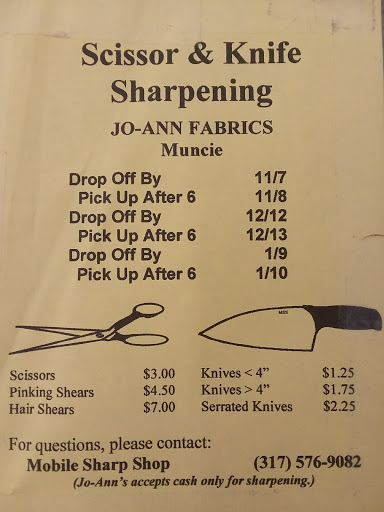 Scissor & Knife
Sharpening
JO-ANN FABRICS
Muncie
Drop Off By 11/7
Pick Up After 6 11/8
Drop Off By 12/12
Pick Up After 6 12/13
Drop Off By 1/9
Pick Up After 6 1/10
Scissors $3.00 Knives < 4” $1.25
Pinking Shears $4.50 Knives > 4” $1.75
Hair Shears $7.00 Serrated Knives $2.25
For questions, please contact:
Mobile Sharp Shop (317) 576-9082
(Jo-Ann's accepts cash only for sharpening.)